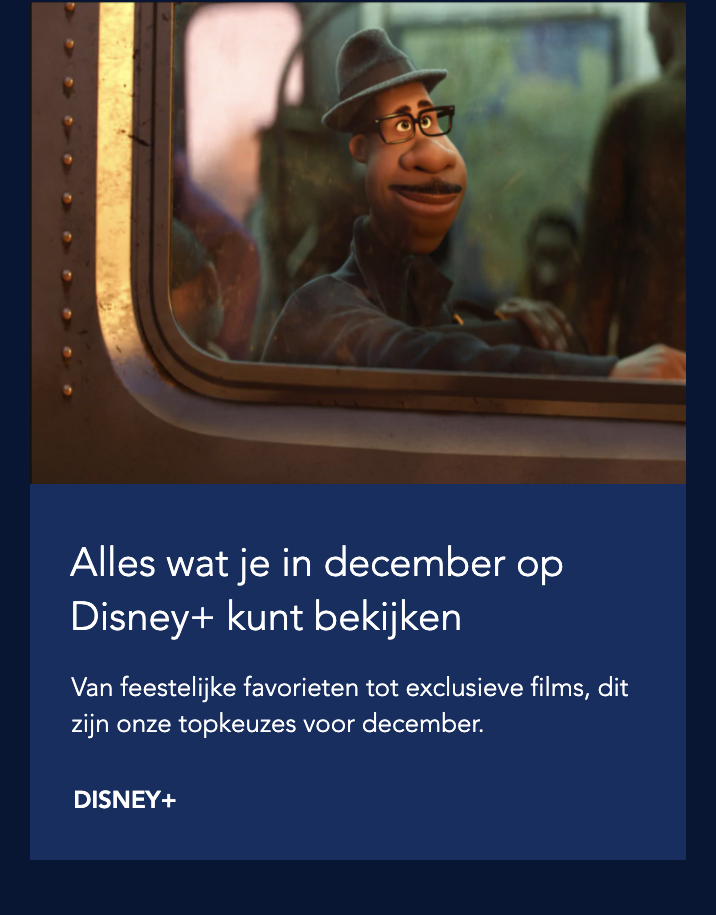 Alles wat je in december op
Disney+ kunt bekijken
Van feestelijke favorieten tot exclusieve films, dit
zijn onze topkeuzes voor december.
DISNEY+